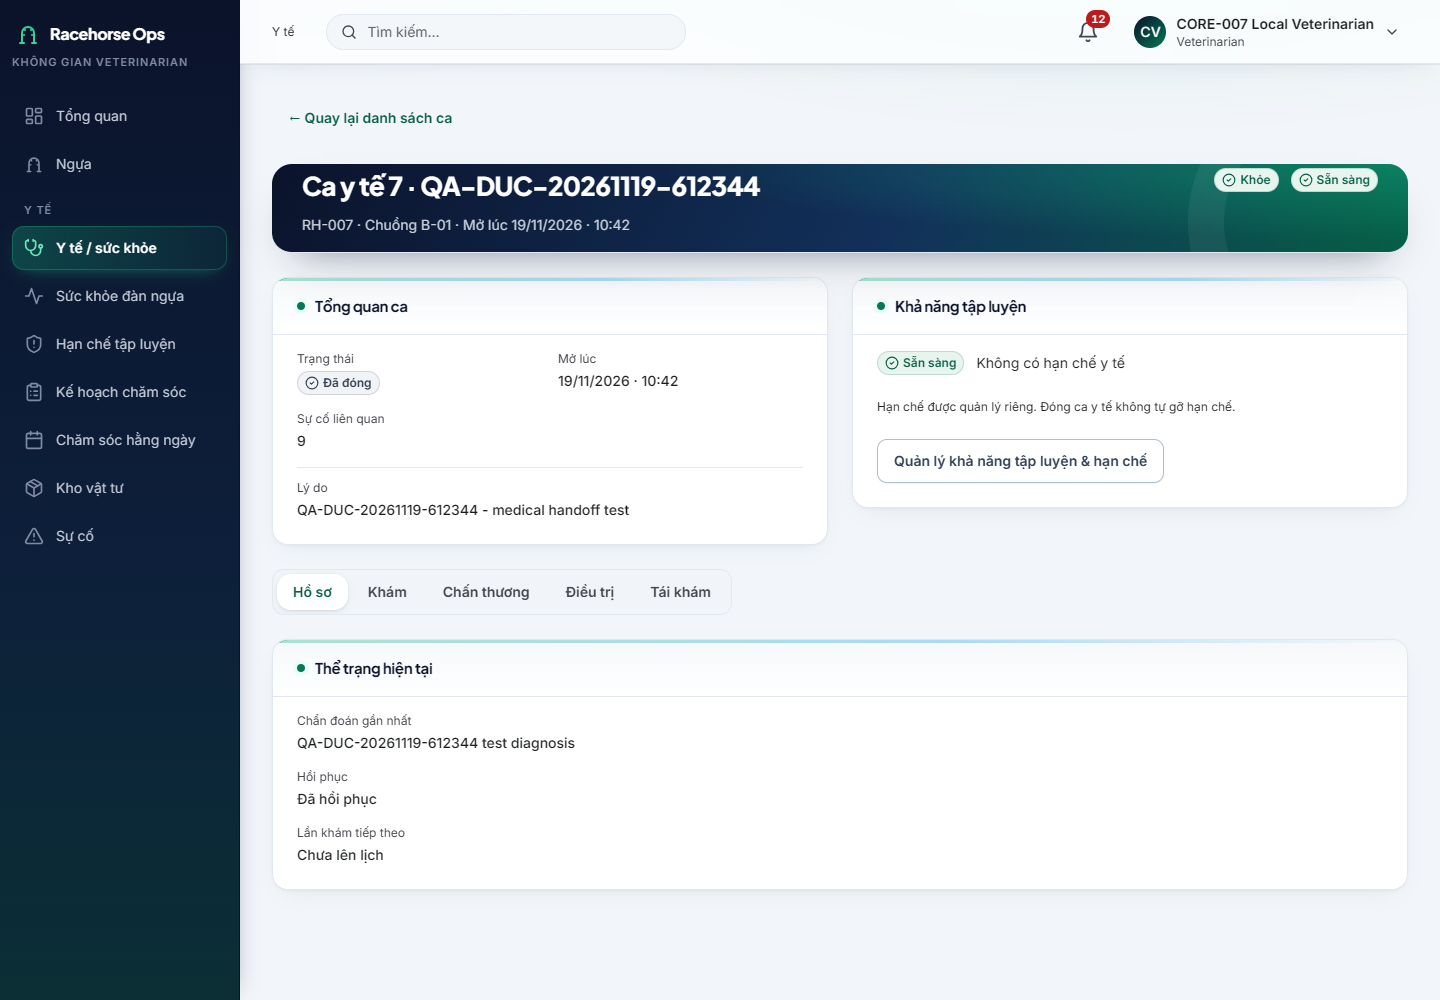 Racehorse Ops
KHÔNG GIAN VETERINARIAN
Tổng quan
Ngựa
Y TẾ
Y tế / sức khỏe
Sức khỏe đàn ngựa
Hạn chế tập luyện
Kế hoạch chăm sóc
Chăm sóc hằng ngày
Kho vật tư
Sự cố
Y tế
Tìm kiếm...
12
CV
CORE-007 Local Veterinarian
Veterinarian
← Quay lại danh sách ca
Ca y tế 7 · QA-DUC-20261119-612344
Khỏe
Sẵn sàng
RH-007 · Chuồng B-01 · Mở lúc 19/11/2026 · 10:42
Tổng quan ca
Trạng thái
Đã đóng
Mở lúc
19/11/2026 · 10:42
Sự cố liên quan
9
Lý do
QA-DUC-20261119-612344 - medical handoff test
Khả năng tập luyện
Sẵn sàng
Không có hạn chế y tế
Hạn chế được quản lý riêng. Đóng ca y tế không tự gỡ hạn chế.
Quản lý khả năng tập luyện & hạn chế
Hồ sơ
Khám
Chấn thương
Điều trị
Tái khám
Thể trạng hiện tại
Chẩn đoán gần nhất
QA-DUC-20261119-612344 test diagnosis
Hồi phục
Đã hồi phục
Lần khám tiếp theo
Chưa lên lịch